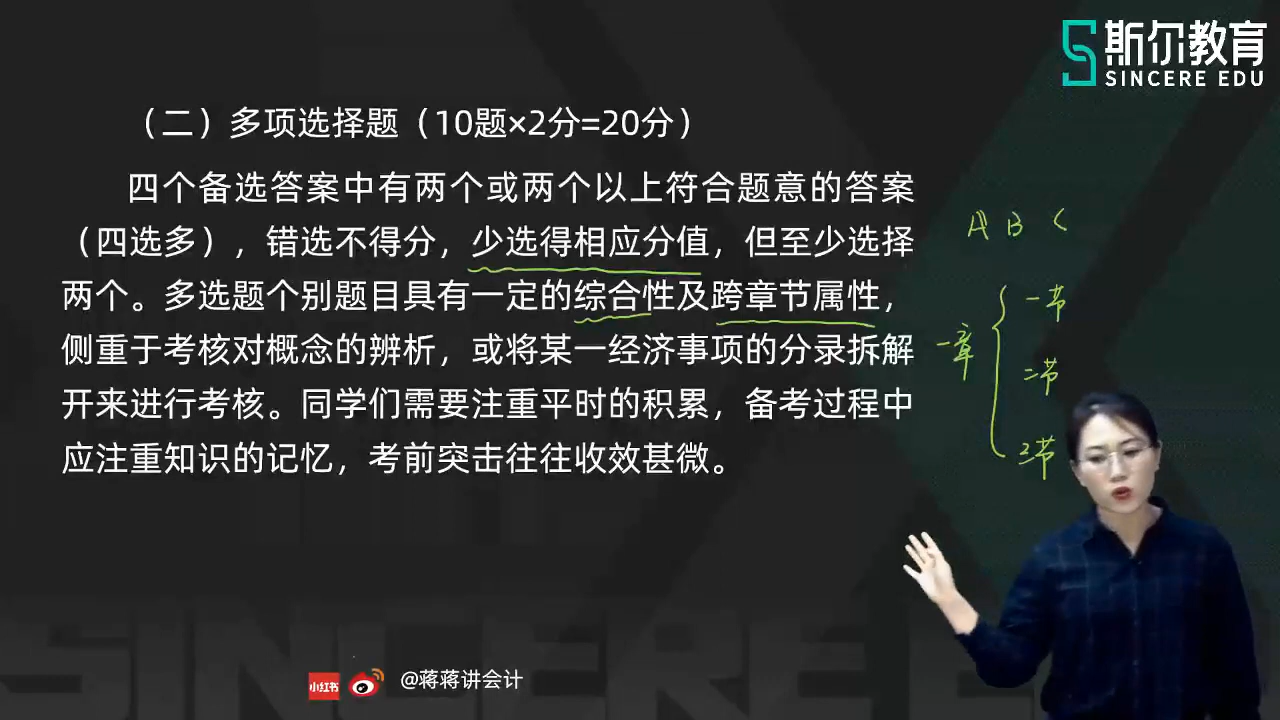 斯尔教育
SINCERE EDU
（二）多项选择题（10题×2分=20分）
四个备选答案中有两个或两个以上符合题意的答案
（四选多），错选不得分，少选得相应分值，但至少选择
两个。多选题个别题目具有一定的综合性及跨章节属性，
侧重于考核对概念的辨析，或将某一经济事项的分录拆解
开来进行考核。同学们需要注重平时的积累，备考过程中
应注重知识的记忆，考前突击往往收效甚微。
A B C
一节
一章
二节
三节
SINCERE E
小红书
@蒋蒋讲会计